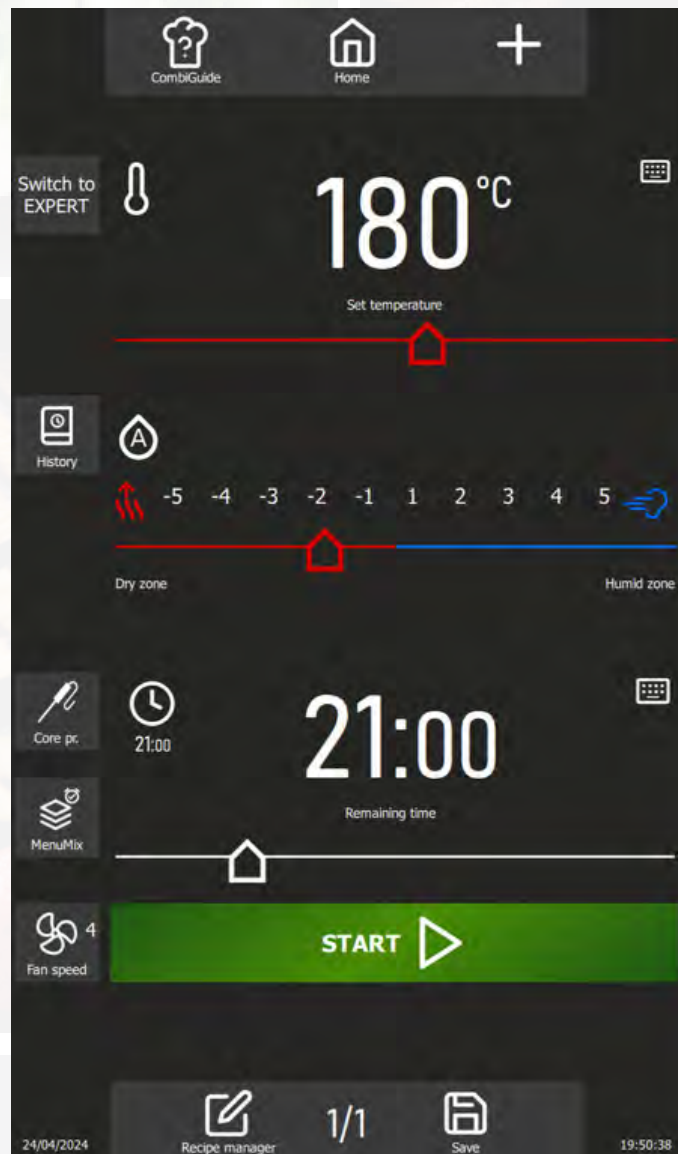 ?
CombiGuide
Home
Switch to
EXPERT
180°C
Set temperature
History
A
-5 -4 -3 -2 -1 1 2 3 4 5
Dry zone
Humid zone
Core pr.
21:00
21:00
Remaining time
MenuMix
Fan speed
4
START
Recipe manager
1/1
Save
24/04/2024
19:50:38